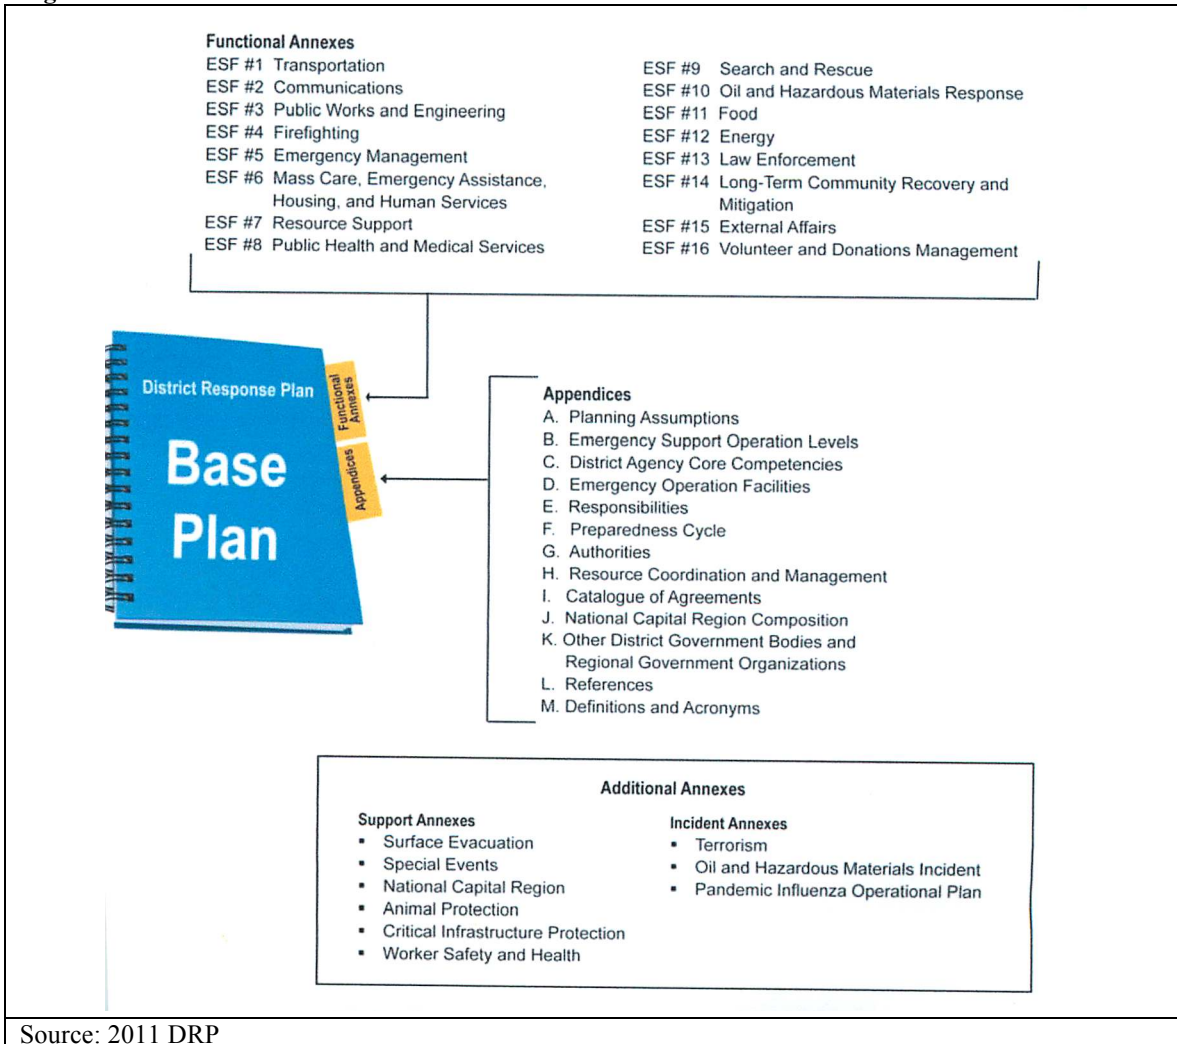 Functional Annexes
ESF #1 Transportation
ESF #2 Communications
ESF #3 Public Works and Engineering
ESF #4 Firefighting
ESF #5 Emergency Management
ESF #6 Mass Care, Emergency Assistance,
Housing, and Human Services
ESF #7 Resource Support
ESF #8 Public Health and Medical Services
ESF #9 Search and Rescue
ESF #10 Oil and Hazardous Materials Response
ESF #11 Food
ESF #12 Energy
ESF #13 Law Enforcement
ESF #14 Long-Term Community Recovery and
Mitigation
ESF #15 External Affairs
ESF #16 Volunteer and Donations Management
District Response Plan
Base
Plan
Functional
Annexes
Appendices
Appendices
A. Planning Assumptions
B. Emergency Support Operation Levels
C. District Agency Core Competencies
D. Emergency Operation Facilities
E. Responsibilities
F. Preparedness Cycle
G. Authorities
H. Resource Coordination and Management
I. Catalogue of Agreements
J. National Capital Region Composition
K. Other District Government Bodies and
Regional Government Organizations
L. References
M. Definitions and Acronyms
Additional Annexes
Support Annexes
▪ Surface Evacuation
▪ Special Events
▪ National Capital Region
▪ Animal Protection
▪ Critical Infrastructure Protection
▪ Worker Safety and Health
Incident Annexes
▪ Terrorism
▪ Oil and Hazardous Materials Incident
▪ Pandemic Influenza Operational Plan
Source: 2011 DRP